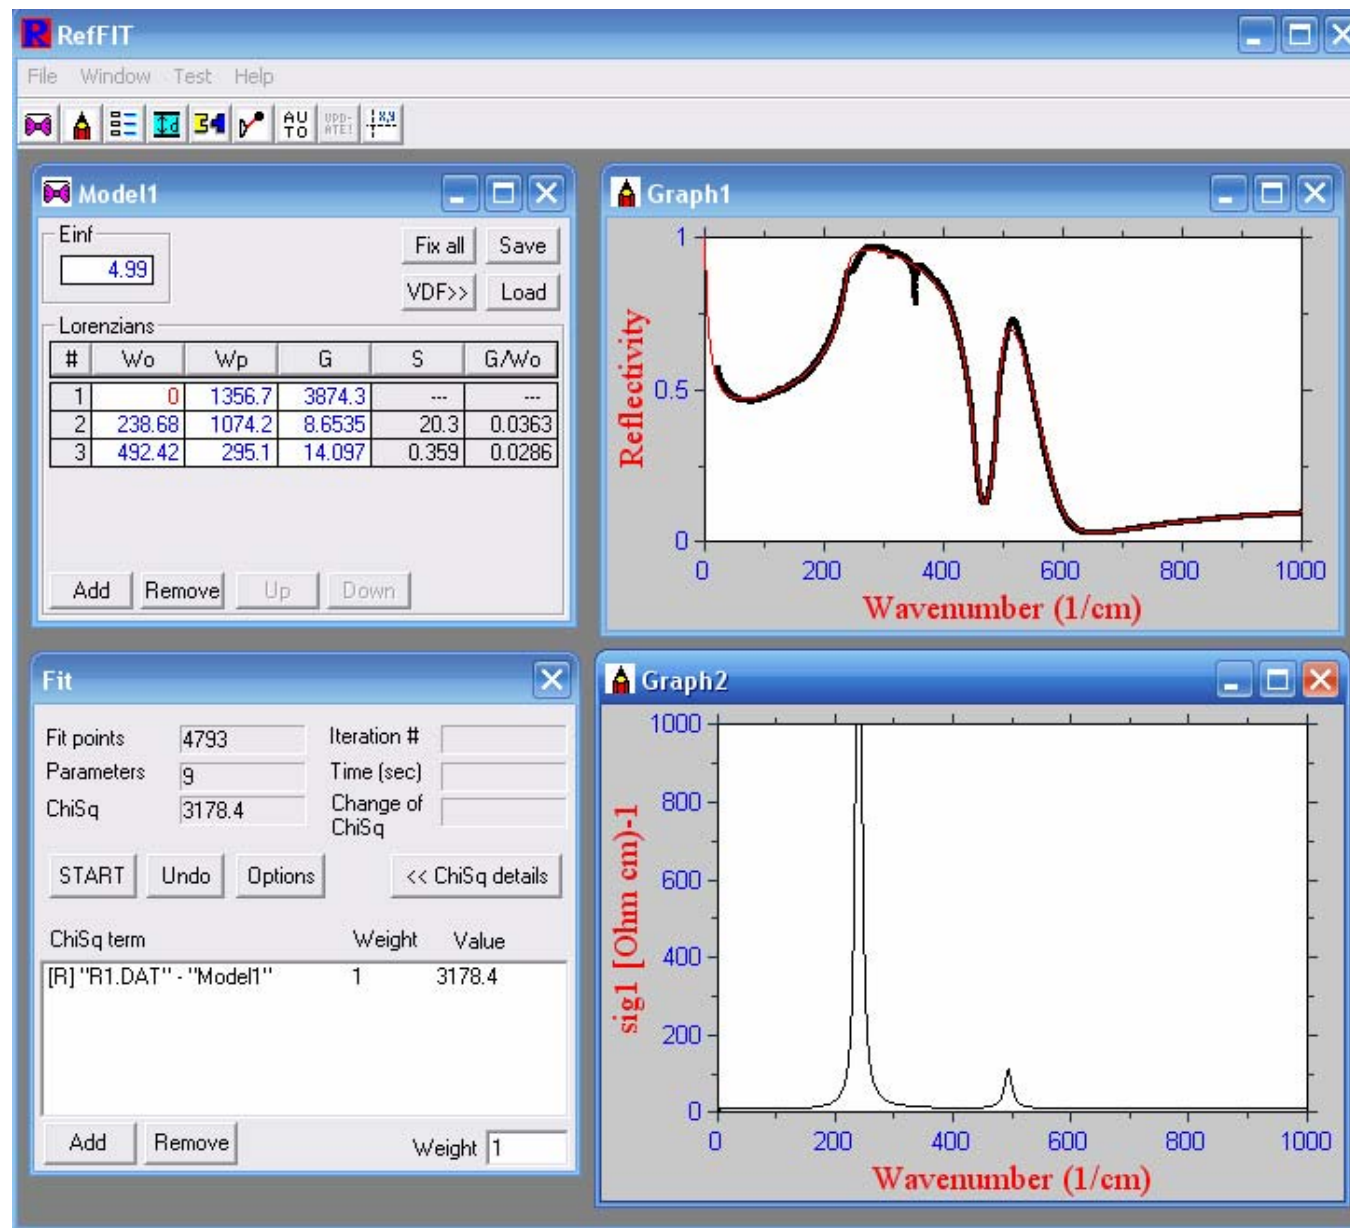 RefFIT
File Window Test Help
AUTO UPD-ATE! X,Y
Model1
Einf
4.99
Fix all Save
VDF>> Load
Lorenzians
# Wo Wp G S G/Wo
1 0 1356.7 3874.3 --- ---
2 238.68 1074.2 8.6535 20.3 0.0363
3 492.42 295.1 14.097 0.359 0.0286
Add Remove Up Down
Graph1
Reflectivity
1
0.5
0
0 200 400 600 800 1000
Wavenumber (1/cm)
Fit
Fit points 4793 Iteration #
Parameters 9 Time (sec)
ChiSq 3178.4 Change of ChiSq
START Undo Options << ChiSq details
ChiSq term Weight Value
[R] "R1.DAT" - "Model1" 1 3178.4
Add Remove Weight 1
Graph2
sig1 [Ohm cm)-1
1000
800
600
400
200
0
0 200 400 600 800 1000
Wavenumber (1/cm)